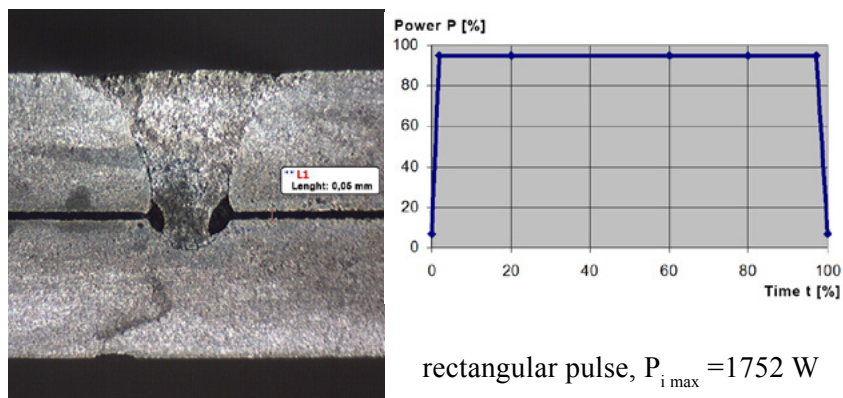 L1
Lenght: 0,05 mm
Power P [%]
100
80
60
40
20
0
0 20 40 60 80 100
Time t [%]
rectangular pulse, P i max =1752 W